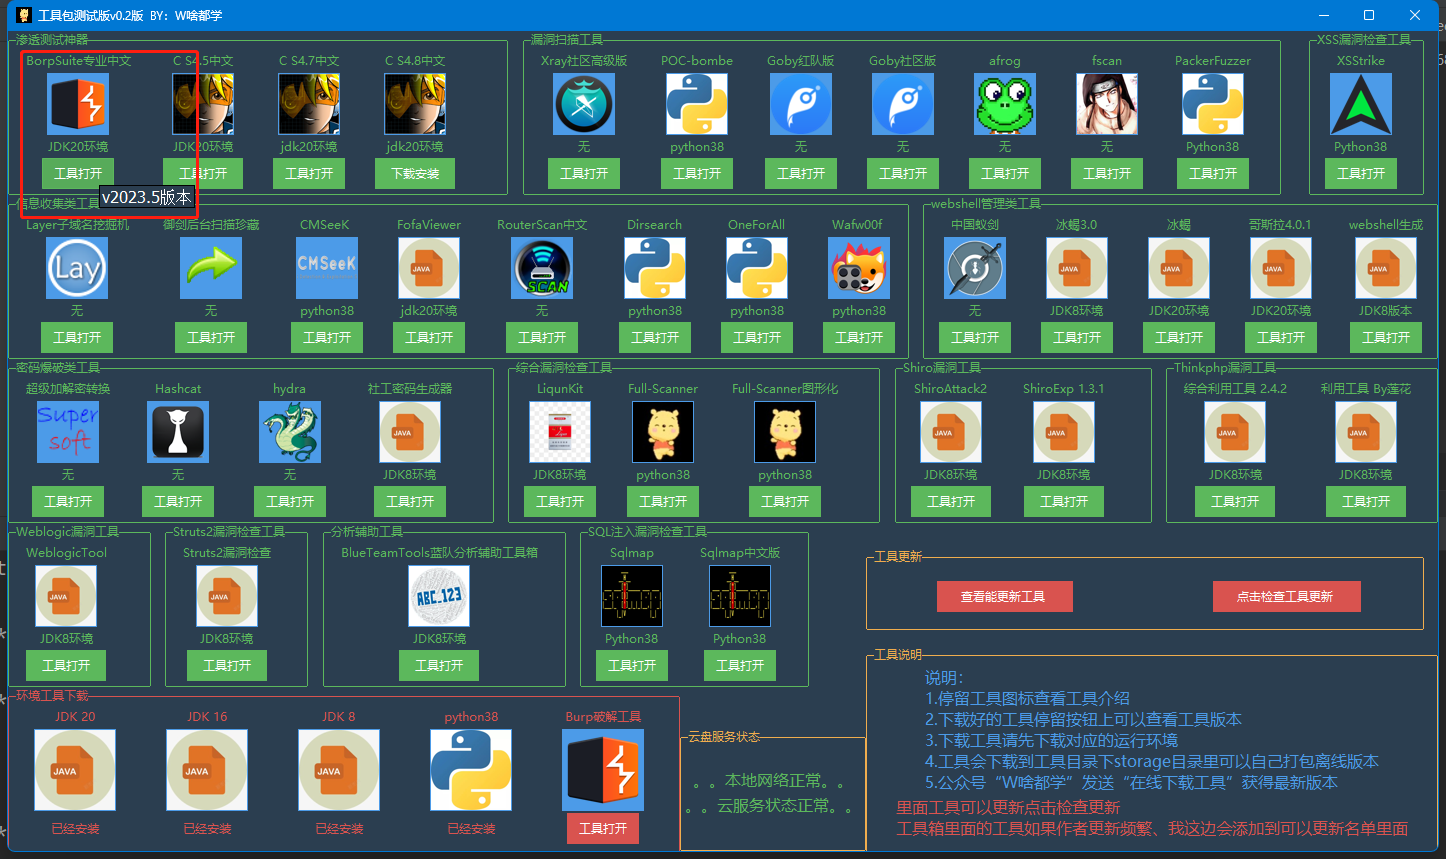 工具包测试版v0.2版 BY：W啥都学
渗透测试神器
BorpSuite专业中文
JDK20环境
工具打开
v2023.5版本
C S4.5中文
JDK20环境
工具打开
C S4.7中文
jdk20环境
工具打开
C S4.8中文
jdk20环境
下载安装
漏洞扫描工具
Xray社区高级版
无
工具打开
POC-bombe
python38
工具打开
Goby红队版
无
工具打开
Goby社区版
无
工具打开
afrog
无
工具打开
fscan
无
工具打开
PackerFuzzer
Python38
工具打开
XSS漏洞检查工具
XSStrike
Python38
工具打开
信息收集类工具
Layer子域名挖掘机
Lay
无
工具打开
御剑后台扫描珍藏
无
工具打开
CMSeeK
CMSeeK
python38
工具打开
FofaViewer
JAVA
jdk20环境
工具打开
RouterScan中文
SCAN
无
工具打开
Dirsearch
python38
工具打开
OneForAll
python38
工具打开
Wafw00f
python38
工具打开
webshell管理类工具
中国蚁剑
无
工具打开
冰蝎3.0
JAVA
JDK8环境
工具打开
冰蝎
JAVA
JDK20环境
工具打开
哥斯拉4.0.1
JAVA
JDK20环境
工具打开
webshell生成
JAVA
JDK8版本
工具打开
密码爆破类工具
超级加解密转换
Super
soft
无
工具打开
Hashcat
无
工具打开
hydra
无
工具打开
社工密码生成器
JAVA
JDK8环境
工具打开
综合漏洞检查工具
LiqunKit
JDK8环境
工具打开
Full-Scanner
python38
工具打开
Full-Scanner图形化
python38
工具打开
Shiro漏洞工具
ShiroAttack2
JAVA
JDK8环境
工具打开
ShiroExp 1.3.1
JAVA
JDK8环境
工具打开
Thinkphp漏洞工具
综合利用工具 2.4.2
JAVA
JDK8环境
工具打开
利用工具 By莲花
JAVA
JDK8环境
工具打开
Weblogic漏洞工具
WeblogicTool
JAVA
JDK8环境
工具打开
Struts2漏洞检查工具
Struts2漏洞检查
JAVA
JDK8环境
工具打开
分析辅助工具
BlueTeamTools蓝队分析辅助工具箱
ABC.123
JDK8环境
工具打开
SQL注入漏洞检查工具
Sqlmap
Python38
工具打开
Sqlmap中文版
Python38
工具打开
工具更新
查看能更新工具
点击检查工具更新
环境工具下载
JDK 20
JAVA
已经安装
JDK 16
JAVA
已经安装
JDK 8
JAVA
已经安装
python38
已经安装
Burp破解工具
工具打开
云盘服务状态
。。本地网络正常。。
。。云服务状态正常。。
工具说明
说明：
1.停留工具图标查看工具介绍
2.下载好的工具停留按钮上可以查看工具版本
3.下载工具请先下载对应的运行环境
4.工具会下载到工具目录下storage目录里可以自己打包离线版本
5.公众号“W啥都学”发送“在线下载工具”获得最新版本
里面工具可以更新点击检查更新
工具箱里面的工具如果作者更新频繁、我这边会添加到可以更新名单里面